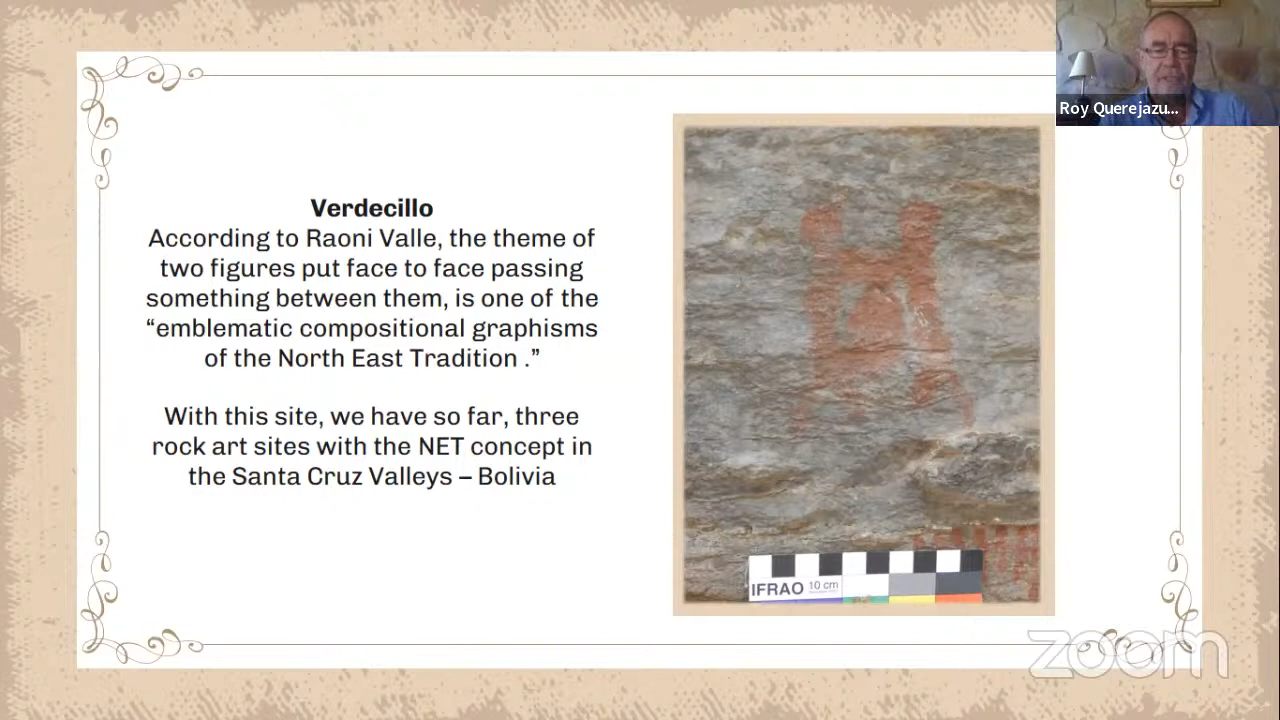 Roy Querejazu...
Verdecillo
According to Raoni Valle, the theme of
two figures put face to face passing
something between them, is one of the
“emblematic compositional graphisms
of the North East Tradition .”
With this site, we have so far, three
rock art sites with the NET concept in
the Santa Cruz Valleys – Bolivia
IFRAO 10 cm
zoom